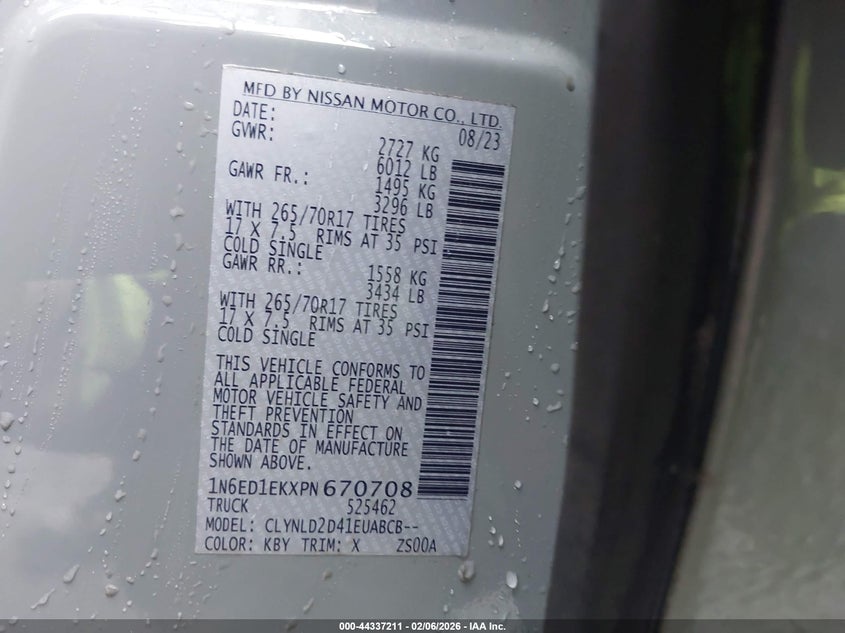 MFD BY NISSAN MOTOR CO., LTD.
DATE: 08/23
GVWR: 2727 KG
6012 LB
GAWR FR.: 1495 KG
3296 LB
WITH 265/70R17 TIRES
17 X 7.5 RIMS AT 35 PSI
COLD SINGLE
GAWR RR.: 1558 KG
3434 LB
WITH 265/70R17 TIRES
17 X 7.5 RIMS AT 35 PSI
COLD SINGLE
THIS VEHICLE CONFORMS TO
ALL APPLICABLE FEDERAL
MOTOR VEHICLE SAFETY AND
THEFT PREVENTION
STANDARDS IN EFFECT ON
THE DATE OF MANUFACTURE
SHOWN ABOVE.
1N6ED1EKXPN670708
TRUCK 525462
MODEL: CLYNLD2D41EUABCB--
COLOR: KBY TRIM: X ZS00A
000-44337211 - 02/06/2026 - IAA Inc.